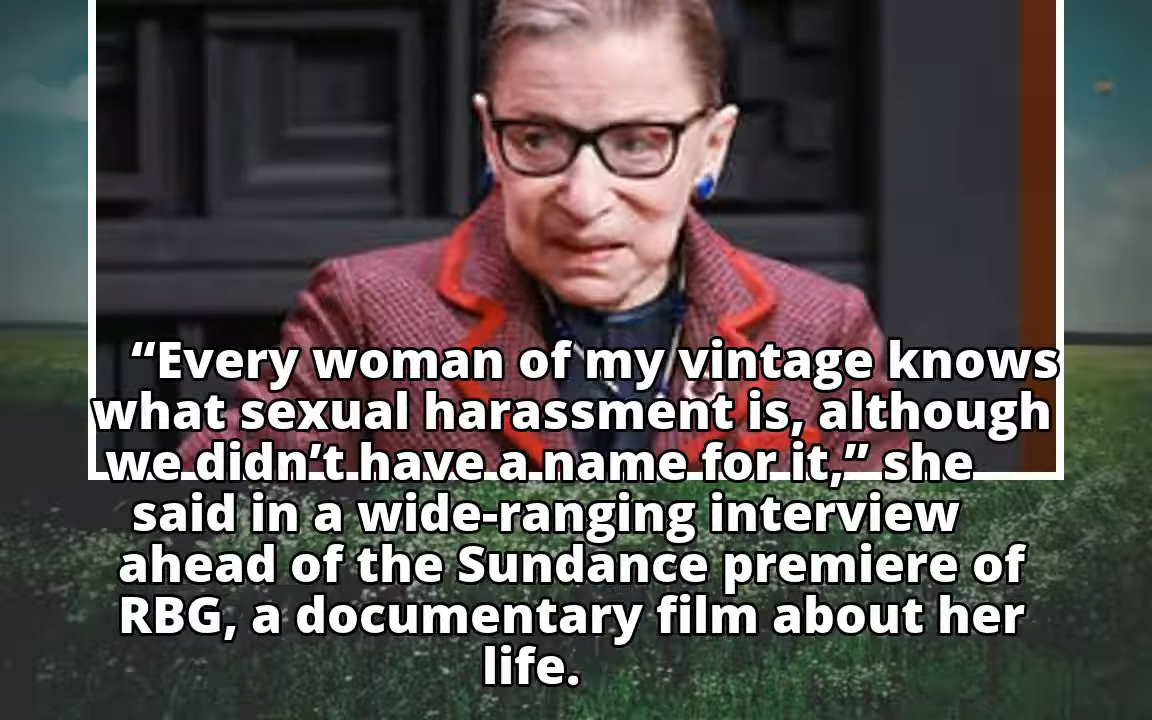 “Every woman of my vintage knows
what sexual harassment is, although
we didn’t have a name for it,” she
said in a wide-ranging interview
ahead of the Sundance premiere of
RBG, a documentary film about her
life.